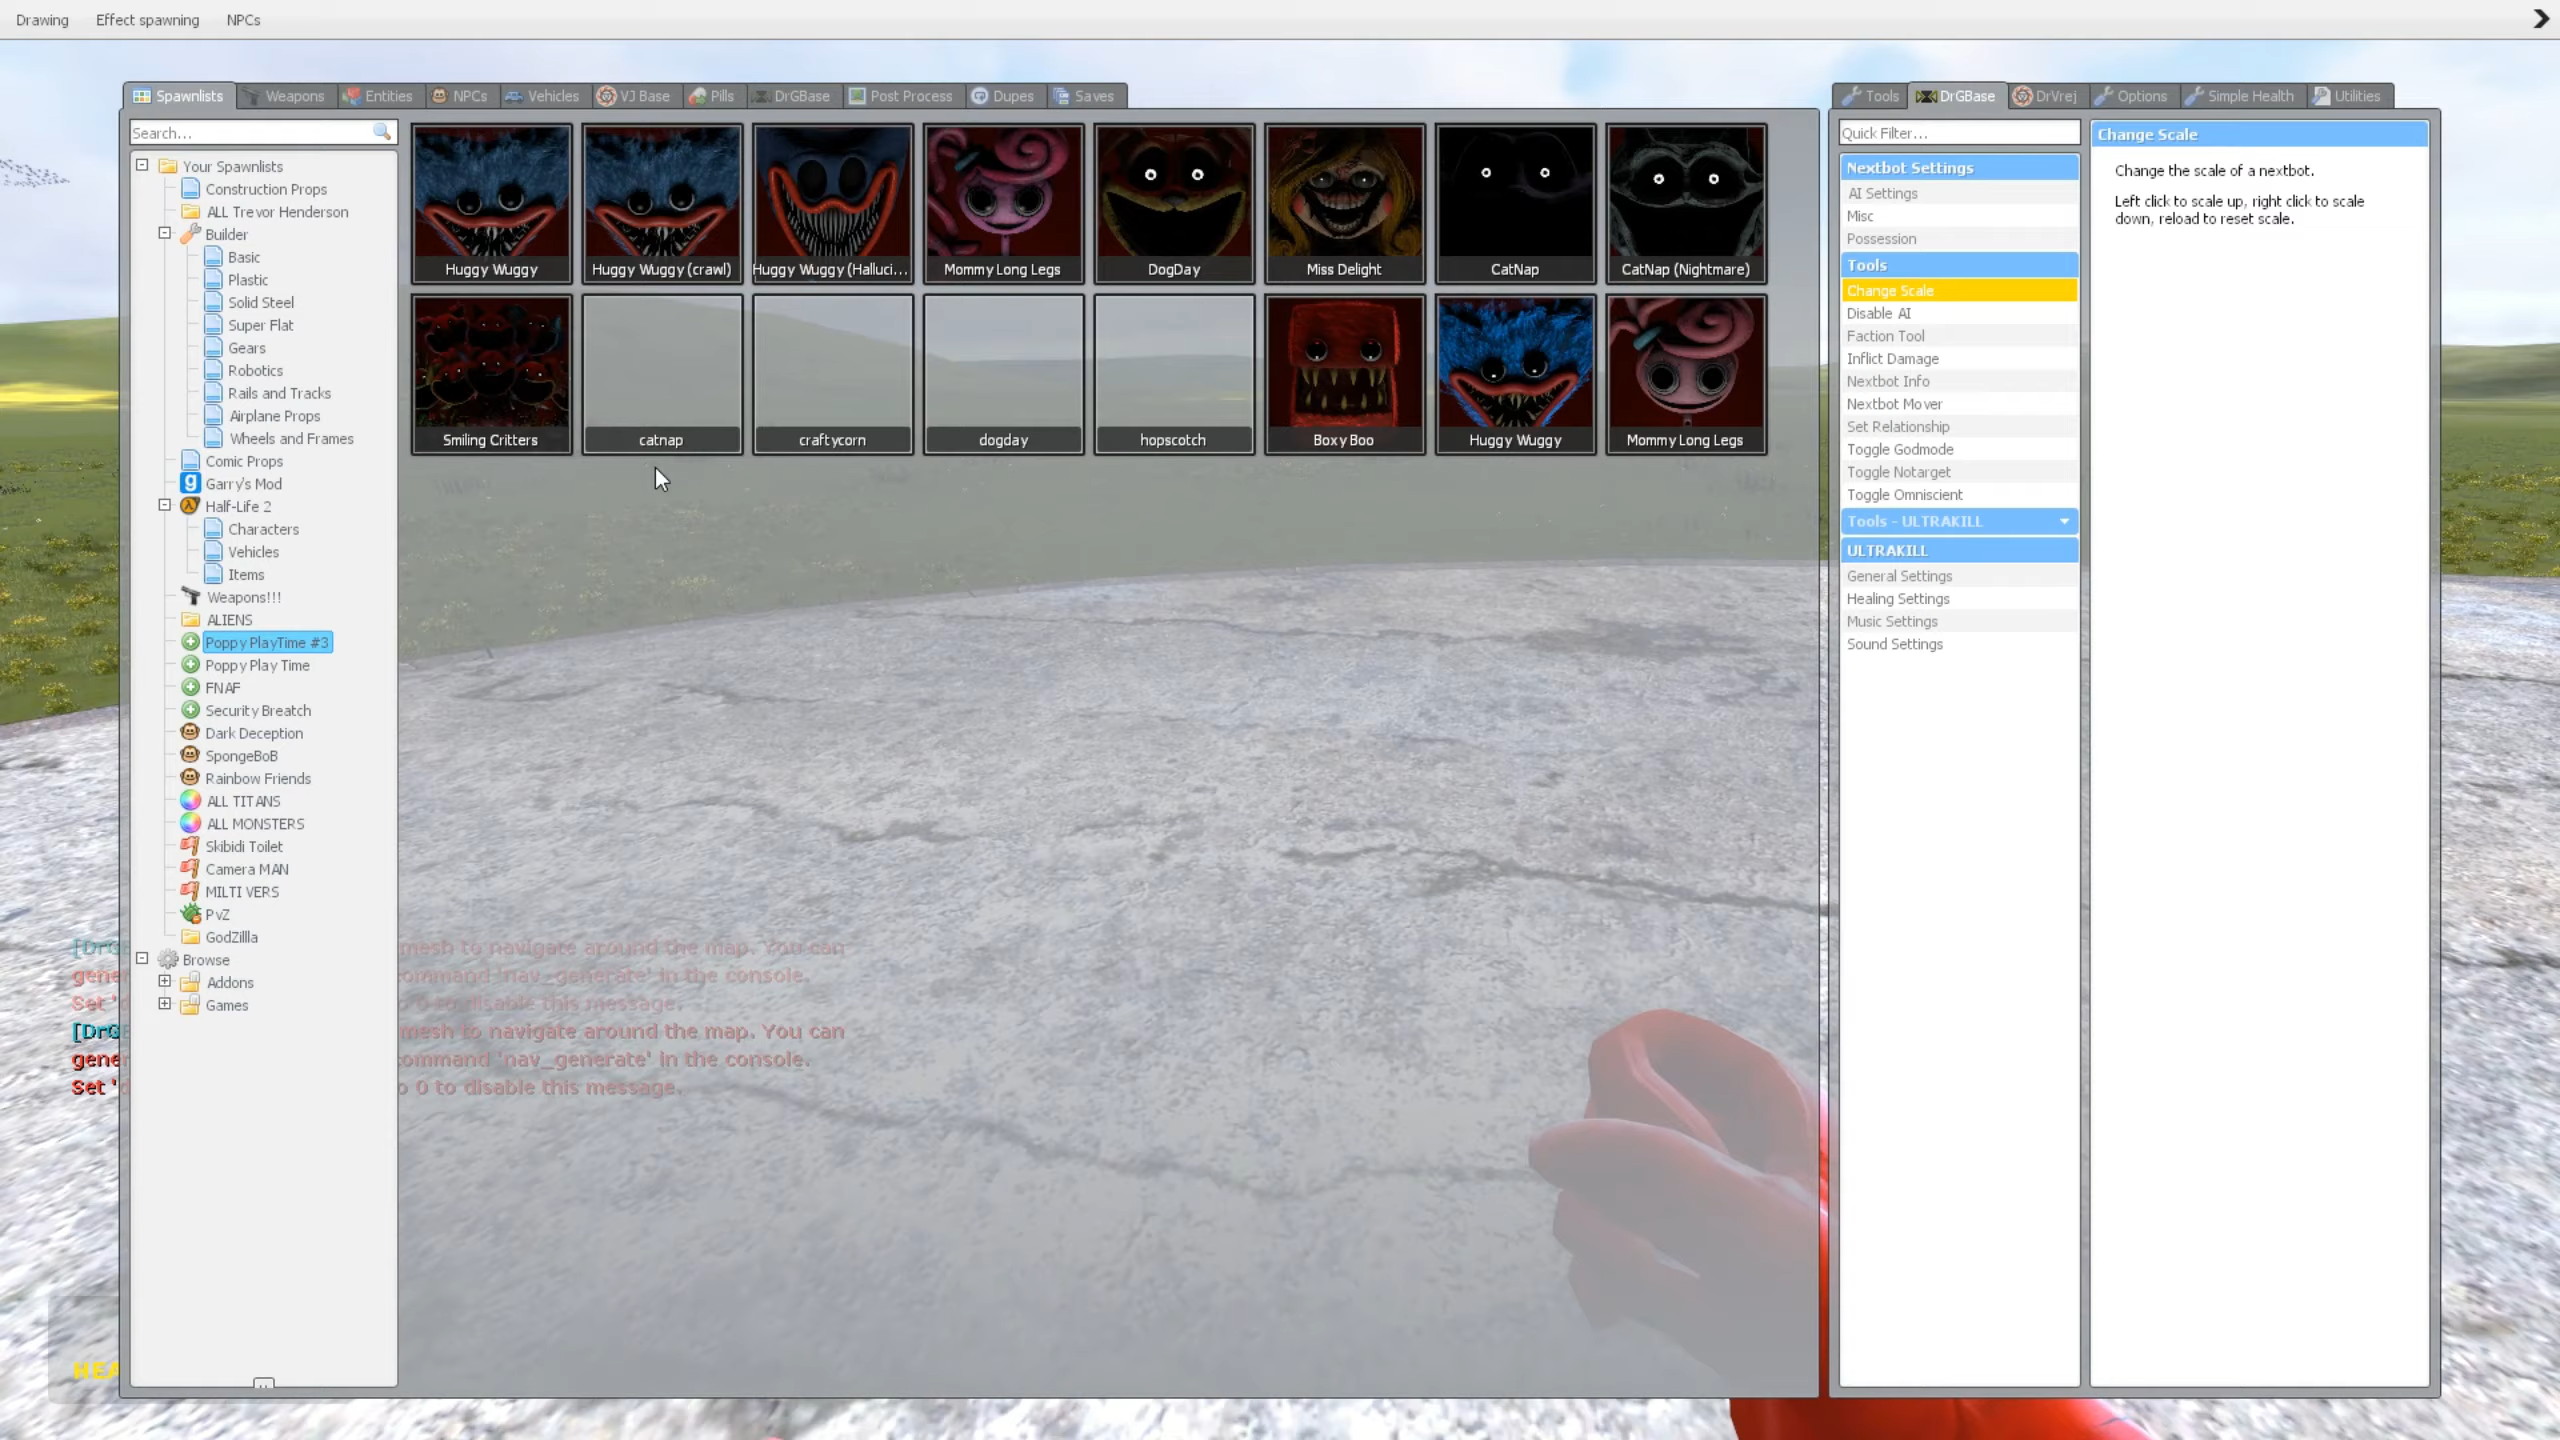 Drawing Effect spawning NPCs
Spawnlists Weapons Entities NPCs Vehicles VJ Base Pills DrGBase Post Process Dupes Saves
Search...
Your Spawnlists
Construction Props
ALL Trevor Henderson
Builder
Basic
Plastic
Solid Steel
Super Flat
Gears
Robotics
Rails and Tracks
Airplane Props
Wheels and Frames
Comic Props
Garry's Mod
Half-Life 2
Characters
Vehicles
Items
Weapons!!!
ALIENS
Poppy PlayTime #3
Poppy Play Time
FNAF
Security Breatch
Dark Deception
SpongeBoB
Rainbow Friends
ALL TITANS
ALL MONSTERS
Skibidi Toilet
Camera MAN
MILTI VERS
PvZ
GodZillla
Browse
Addons
Games
Huggy Wuggy Huggy Wuggy (crawl) Huggy Wuggy (Halluci... Mommy Long Legs DogDay Miss Delight CatNap CatNap (Nightmare)
Smiling Critters catnap craftycorn dogday hopscotch Boxy Boo Huggy Wuggy Mommy Long Legs
mesh to navigate around the map. You can
ommand 'nav_generate' in the console.
0 to disable this message.
[DrG mesh to navigate around the map. You can
gene ommand 'nav_generate' in the console.
Set ' 0 to disable this message.
HEA
Tools DrGBase DrVrej Options Simple Health Utilities
Quick Filter...
Nextbot Settings
AI Settings
Misc
Possession
Tools
Change Scale
Disable AI
Faction Tool
Inflict Damage
Nextbot Info
Nextbot Mover
Set Relationship
Toggle Godmode
Toggle Notarget
Toggle Omniscient
Tools - ULTRAKILL
ULTRAKILL
General Settings
Healing Settings
Music Settings
Sound Settings
Change Scale
Change the scale of a nextbot.
Left click to scale up, right click to scale
down, reload to reset scale.